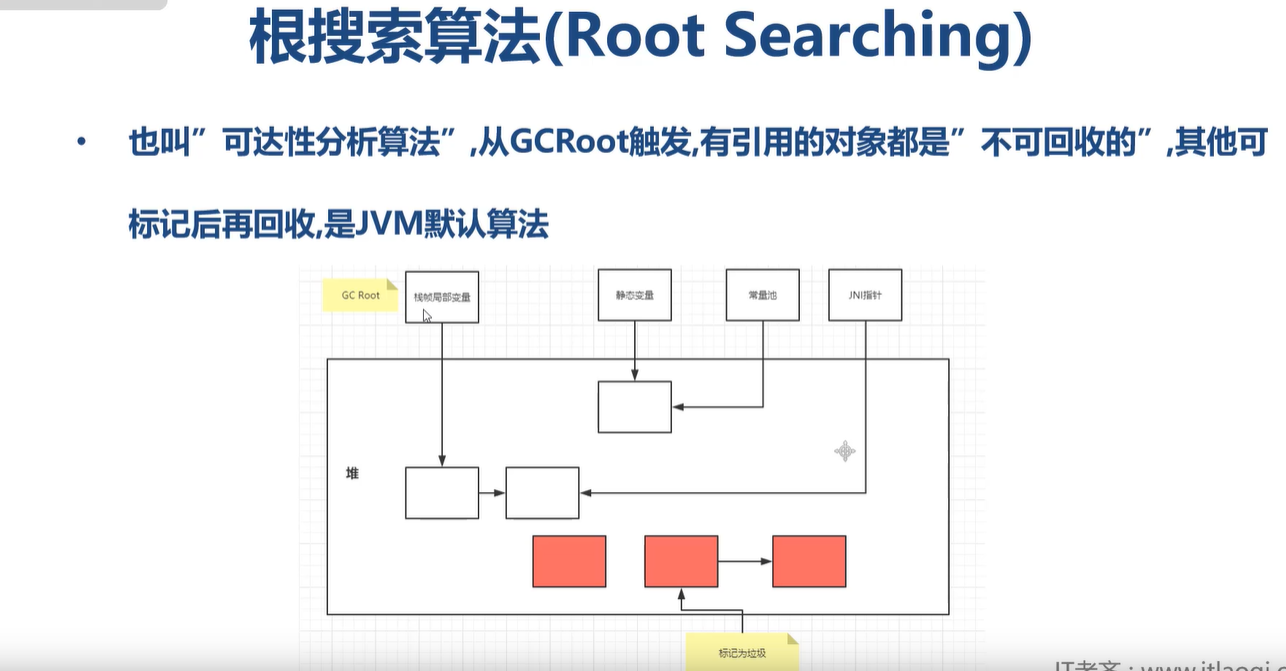 根搜索算法(Root Searching)
• 也叫”可达性分析算法”,从GCRoot触发,有引用的对象都是”不可回收的”,其他可
标记后再回收,是JVM默认算法
GC Root
栈帧局部变量
静态变量
常量池
JNI指针
堆
标记为垃圾
IT老齐：www.itlaoqi.c